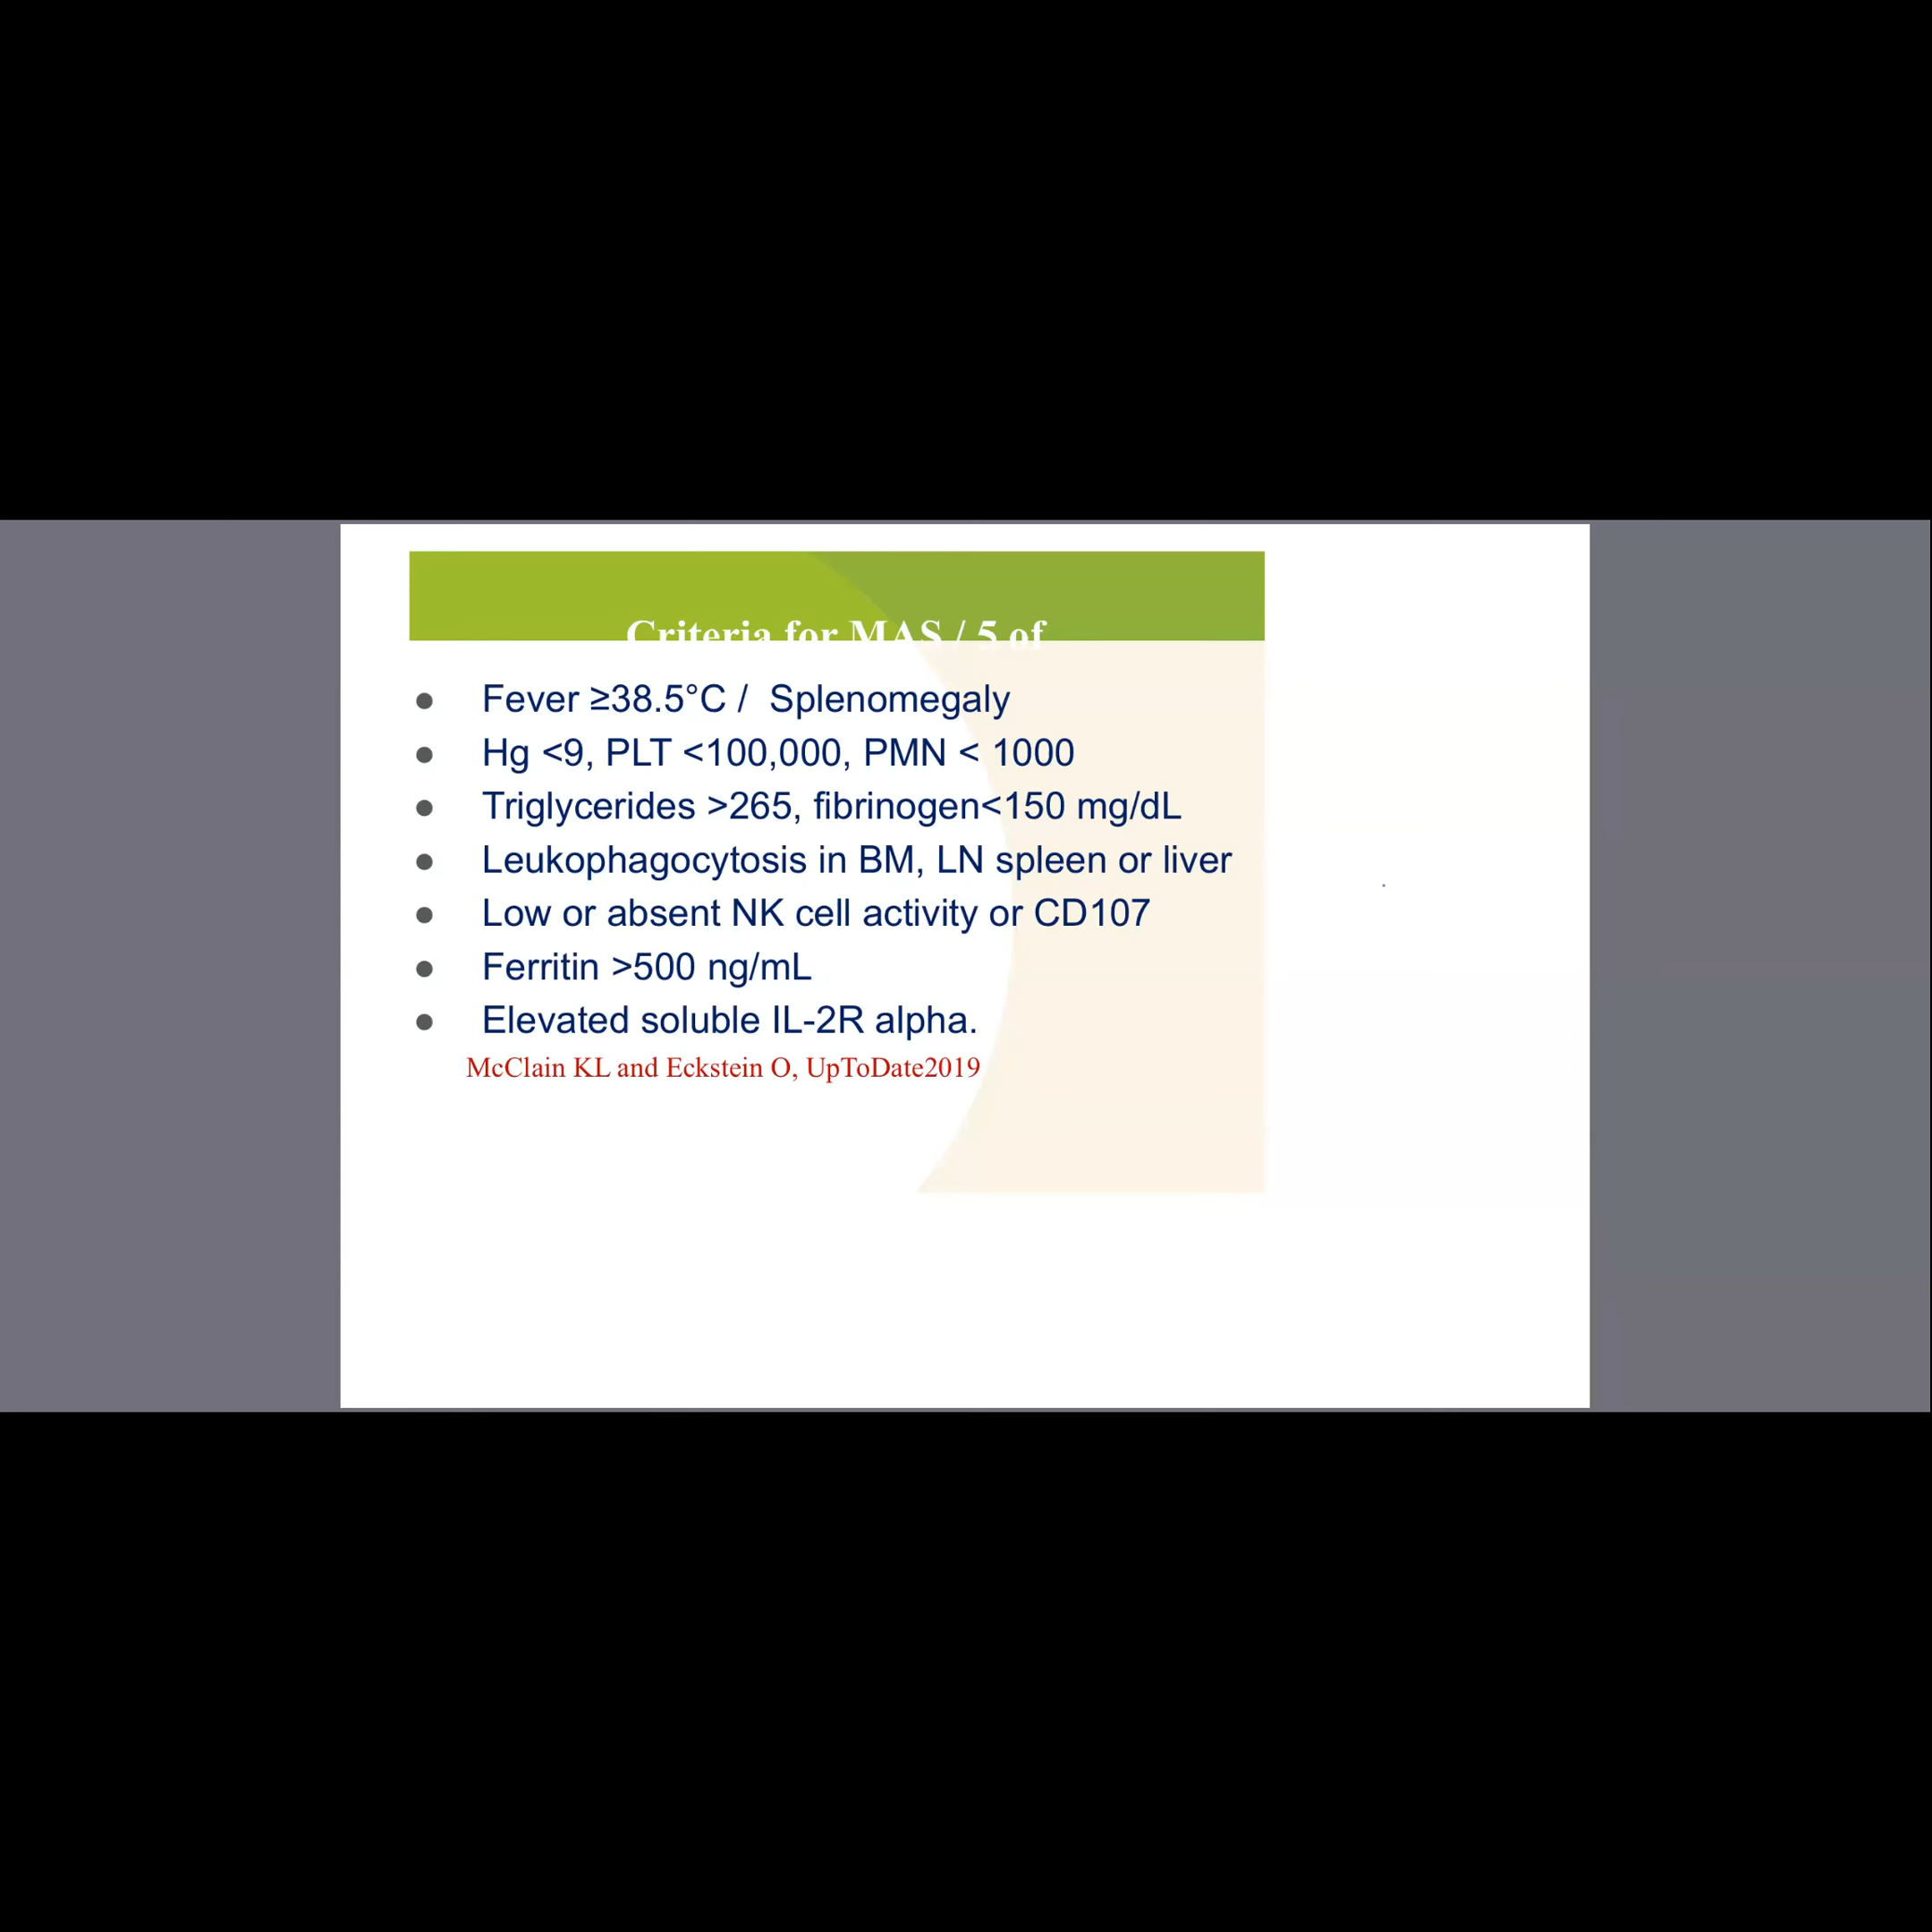 Criteria for MAS / 5 of
Fever ≥38.5°C / Splenomegaly
Hg <9, PLT <100,000, PMN < 1000
Triglycerides >265, fibrinogen<150 mg/dL
Leukophagocytosis in BM, LN spleen or liver
Low or absent NK cell activity or CD107
Ferritin >500 ng/mL
Elevated soluble IL-2R alpha.
McClain KL and Eckstein O, UpToDate2019